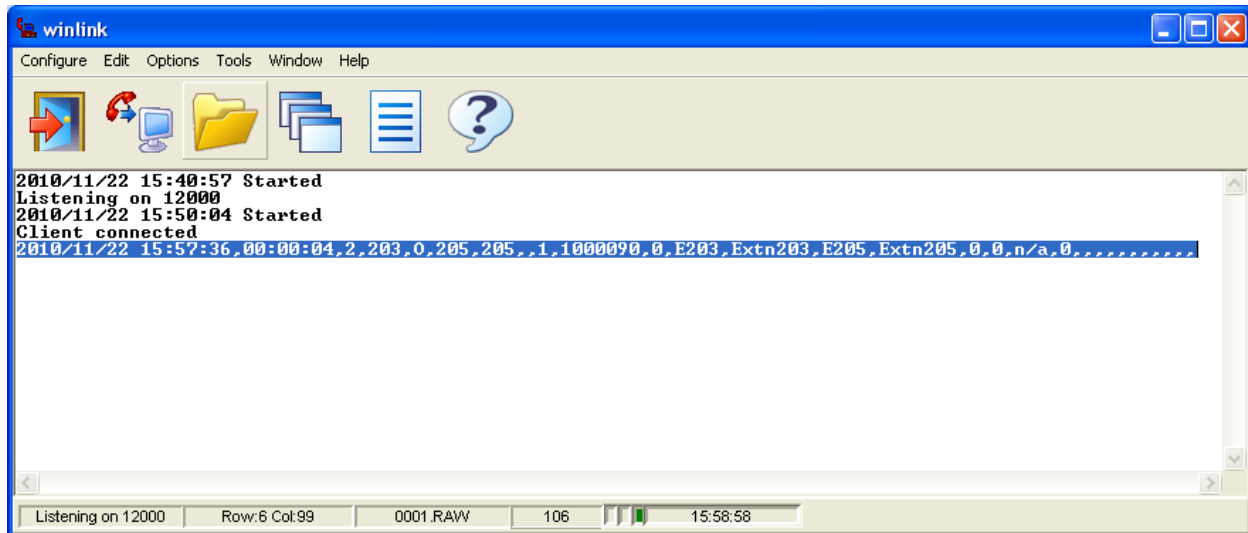 winlink
Configure Edit Options Tools Window Help
2010/11/22 15:40:57 Started
Listening on 12000
2010/11/22 15:50:04 Started
Client connected
2010/11/22 15:57:36,00:00:04,2,203,O,205,205,,1,1000090,0,E203,Extn203,E205,Extn205,0,0,n/a,0,,,,,,,,,,,
Listening on 12000 Row:6 Col:99 0001.RAW 106 15:58:58